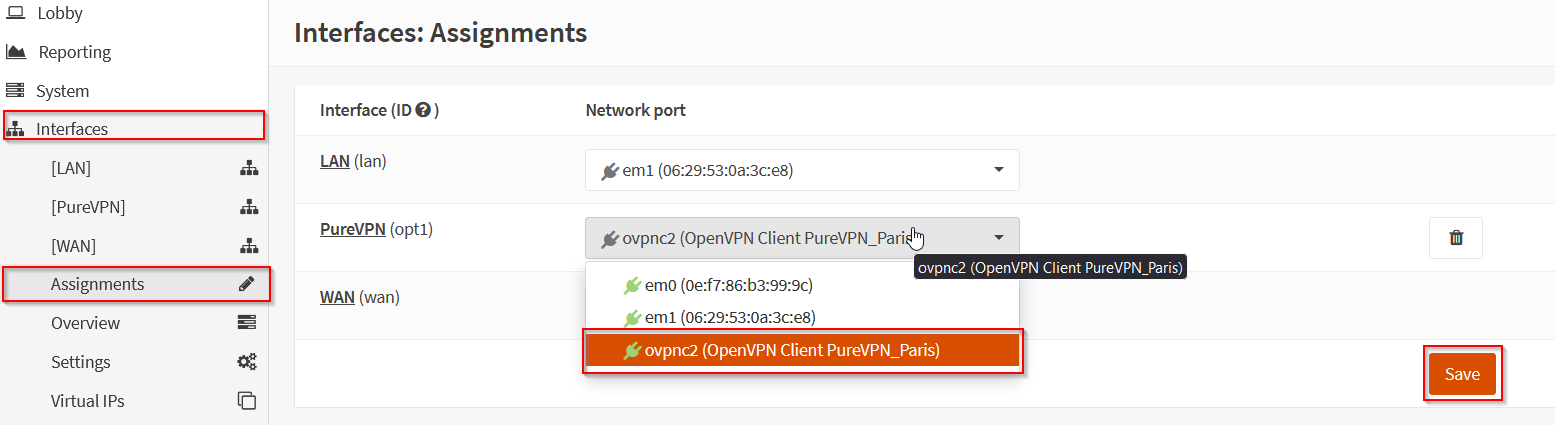 Lobby
Reporting
System
Interfaces
[LAN]
[PureVPN]
[WAN]
Assignments
Overview
Settings
Virtual IPs
Interfaces: Assignments
Interface (ID ? ) Network port
LAN (lan) em1 (06:29:53:0a:3c:e8)
PureVPN (opt1) ovpnc2 (OpenVPN Client PureVPN_Paris
ovpnc2 (OpenVPN Client PureVPN_Paris)
em0 (0e:f7:86:b3:99:9c)
WAN (wan)
em1 (06:29:53:0a:3c:e8)
ovpnc2 (OpenVPN Client PureVPN_Paris)
Save